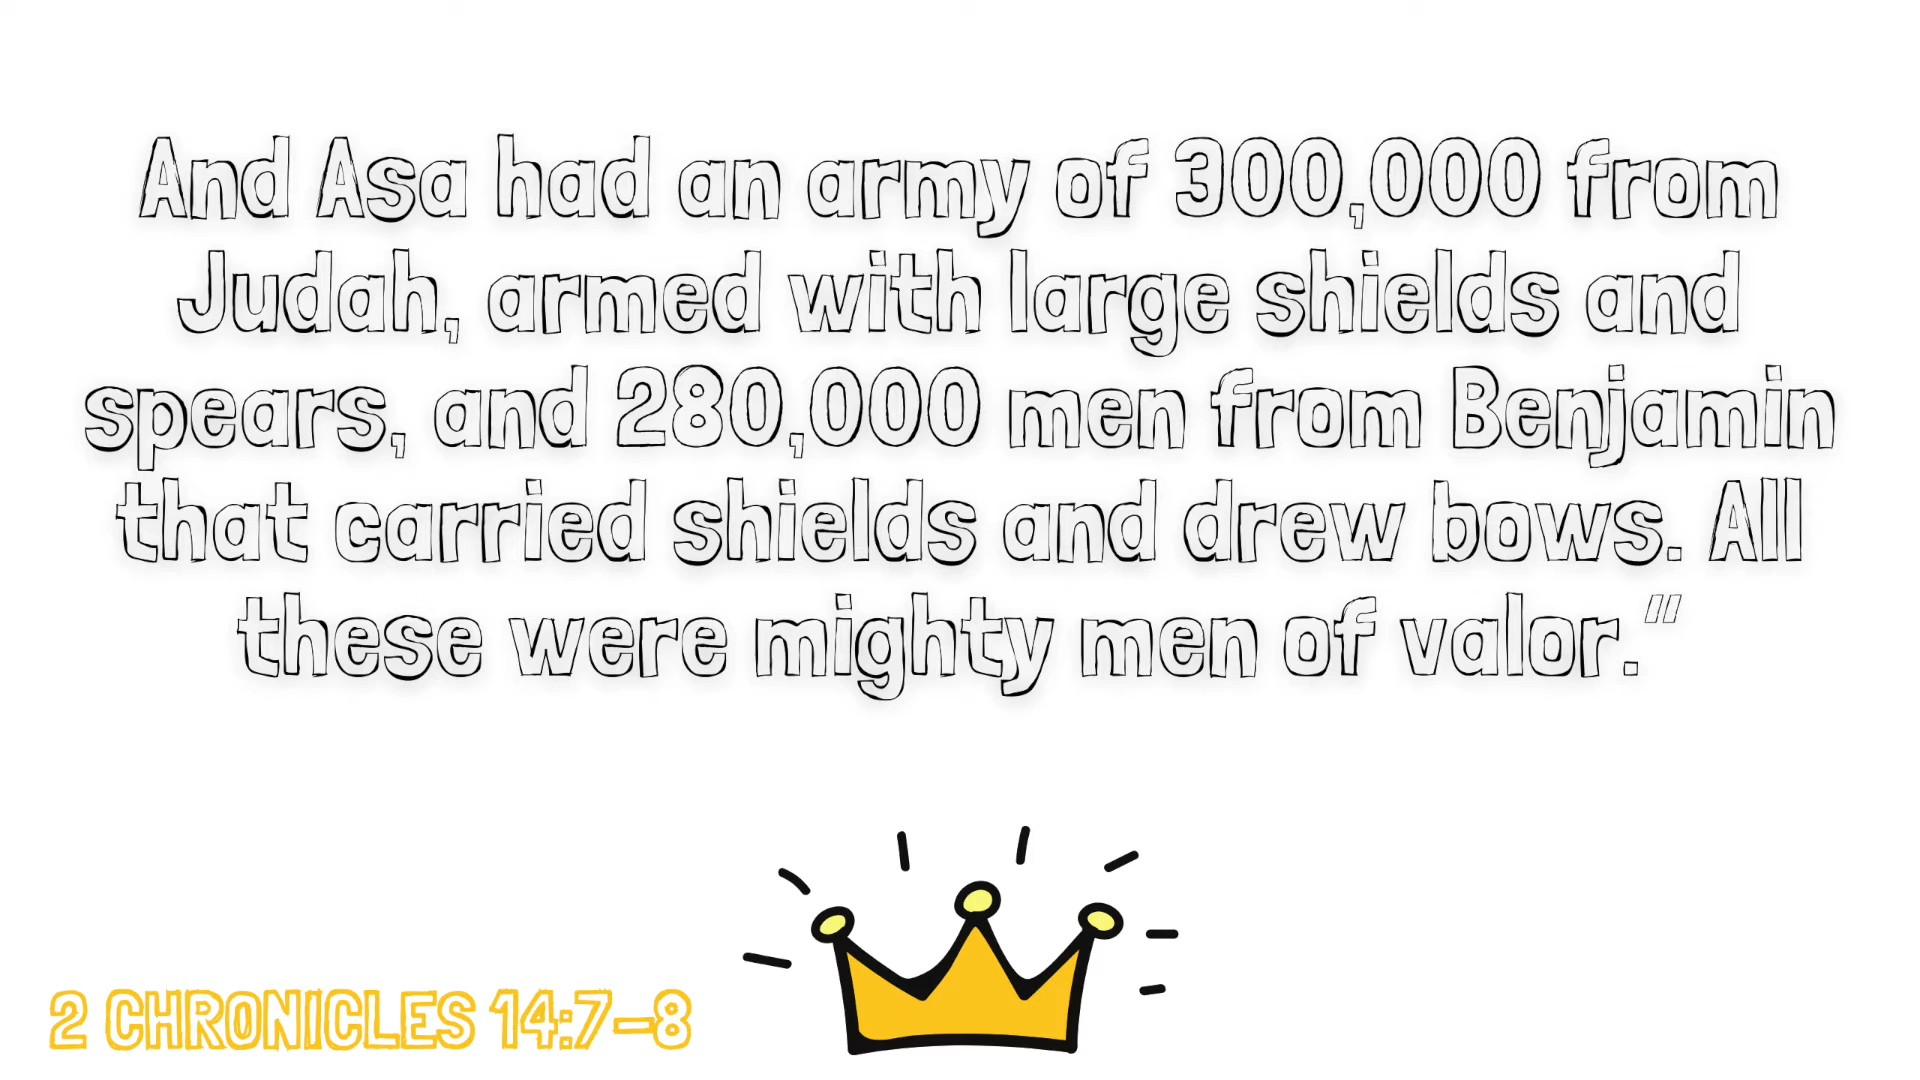 And Asa had an army of 300,000 from
Judah, armed with large shields and
spears, and 280,000 men from Benjamin
that carried shields and drew bows. All
these were mighty men of valor."
2 CHRONICLES 14:7-8